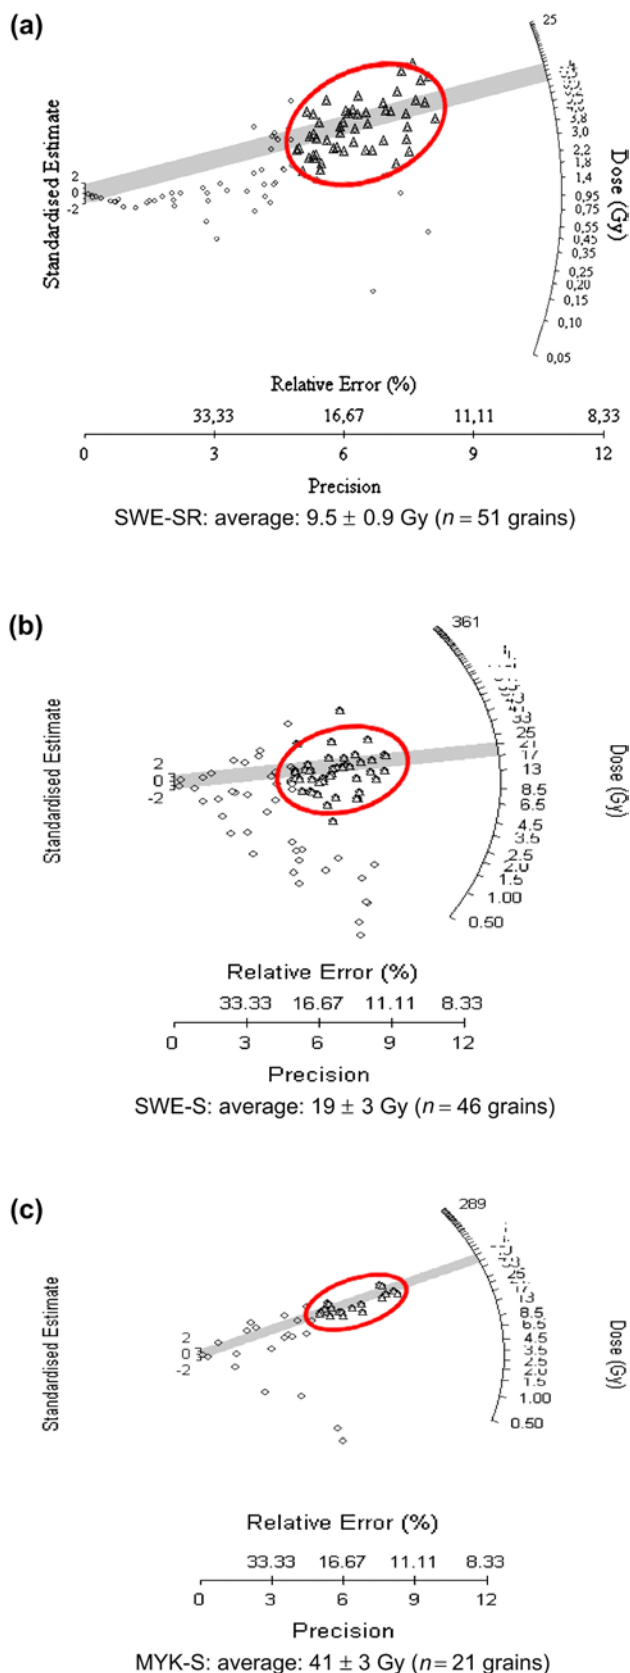 (a)
25
3,8
3,0
2,2
1,8
1,4
0,95
0,75
0,55
0,45
0,35
0,25
0,20
0,15
0,10
0,05
Standardised Estimate
2
0
-2
Dose (Gy)
Relative Error (%)
33,33 16,67 11,11 8,33
0 3 6 9 12
Precision
SWE-SR: average: 9.5 ± 0.9 Gy (n = 51 grains)
(b)
361
33
25
21
17
13
8.5
6.5
4.5
3.5
2.5
2.0
1.5
1.00
0.50
Standardised Estimate
2
0
-2
Dose (Gy)
Relative Error (%)
33.33 16.67 11.11 8.33
0 3 6 9 12
Precision
SWE-S: average: 19 ± 3 Gy (n = 46 grains)
(c)
289
13
8.5
6.5
4.5
3.5
2.5
2.0
1.5
1.00
0.50
Standardised Estimate
2
0
-2
Dose (Gy)
Relative Error (%)
33.33 16.67 11.11 8.33
0 3 6 9 12
Precision
MYK-S: average: 41 ± 3 Gy (n = 21 grains)